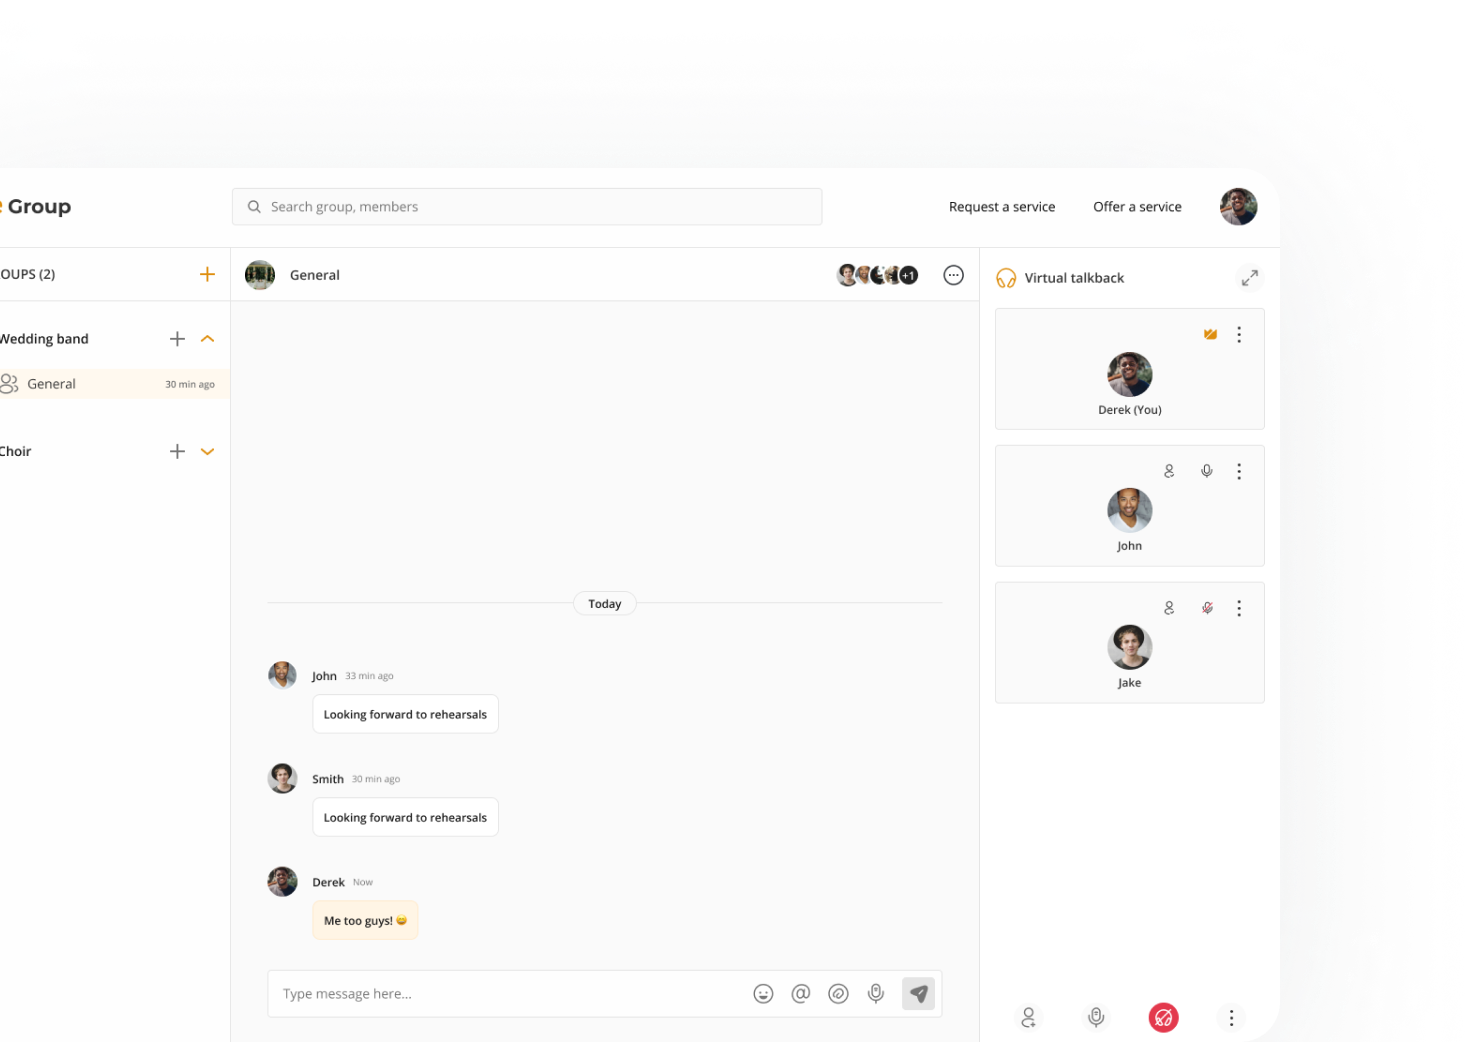 Group
Search group, members
Request a service
Offer a service
OUPS (2)
General
+1
Virtual talkback
Wedding band
General
30 min ago
Choir
Derek (You)
John
Jake
Today
John 33 min ago
Looking forward to rehearsals
Smith 30 min ago
Looking forward to rehearsals
Derek Now
Me too guys! 😄
Type message here...
@